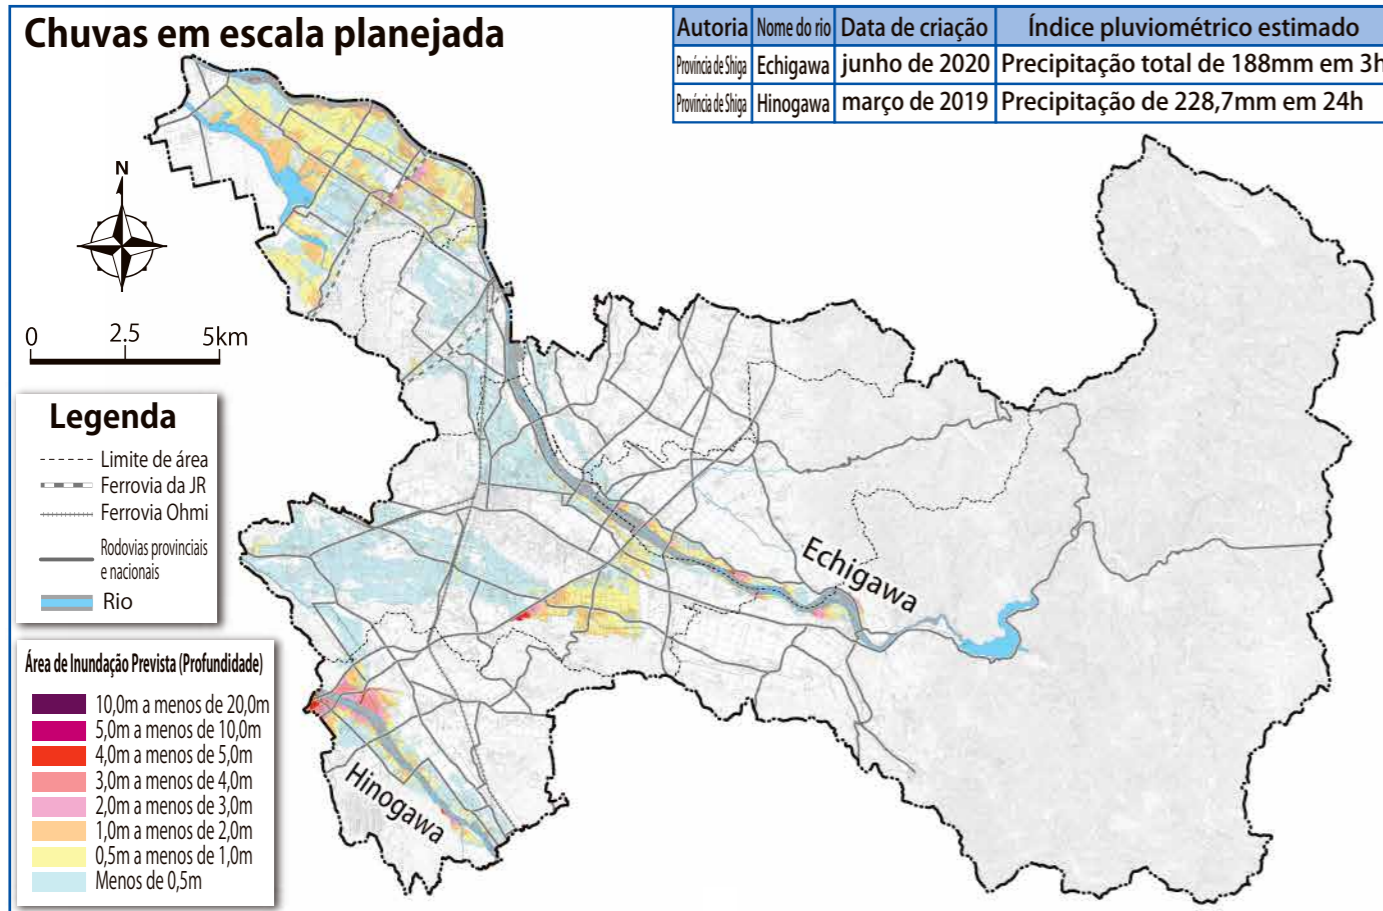 Chuvas em escala planejada
Autoria Nome do rio Data de criação Índice pluviométrico estimado
Província de Shiga Echigawa junho de 2020 Precipitação total de 188mm em 3h
Província de Shiga Hinogawa março de 2019 Precipitação de 228,7mm em 24h
N
0 2.5 5km
Legenda
Limite de área
Ferrovia da JR
Ferrovia Ohmi
Rodovias provinciais
e nacionais
Rio
Área de Inundação Prevista (Profundidade)
10,0m a menos de 20,0m
5,0m a menos de 10,0m
4,0m a menos de 5,0m
3,0m a menos de 4,0m
2,0m a menos de 3,0m
1,0m a menos de 2,0m
0,5m a menos de 1,0m
Menos de 0,5m
Echigawa
Hinogawa